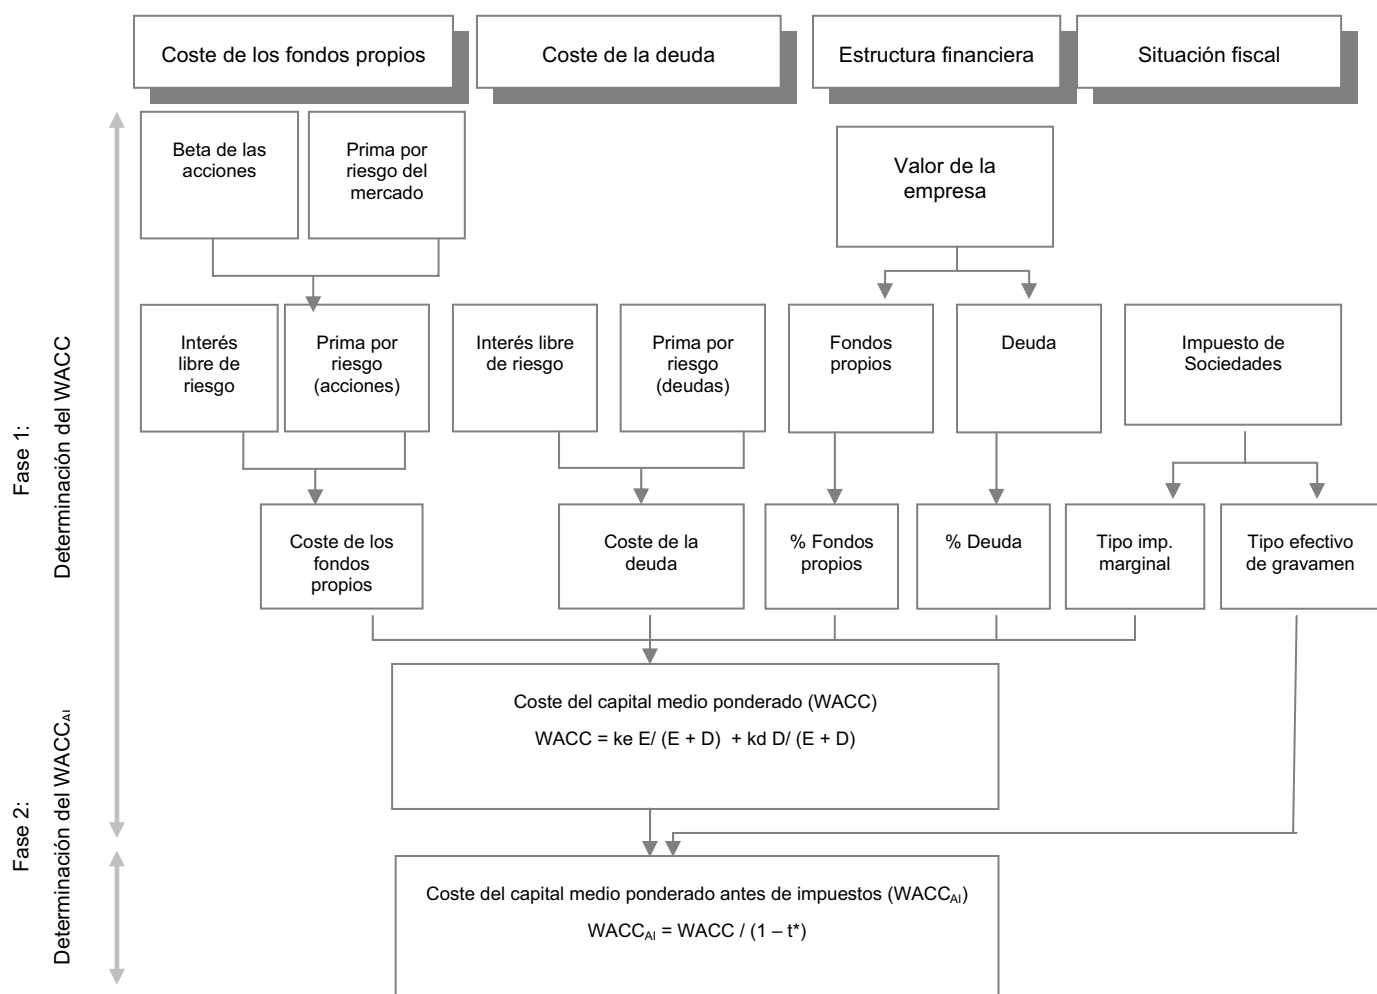 Coste de los fondos propios
Coste de la deuda
Estructura financiera
Situación fiscal
Beta de las
acciones
Prima por
riesgo del
mercado
Valor de la
empresa
Interés
libre de
riesgo
Prima por
riesgo
(acciones)
Interés libre
de riesgo
Prima por
riesgo
(deudas)
Fondos
propios
Deuda
Impuesto de
Sociedades
Fase 1:
Determinación del WACC
Coste de los
fondos
propios
Coste de la
deuda
% Fondos
propios
% Deuda
Tipo imp.
marginal
Tipo efectivo
de gravamen
Coste del capital medio ponderado (WACC)
WACC = ke E/ (E + D) + kd D/ (E + D)
Fase 2:
Determinación del WACC_AI
Coste del capital medio ponderado antes de impuestos (WACC_AI)
WACC_AI = WACC / (1 – t*)